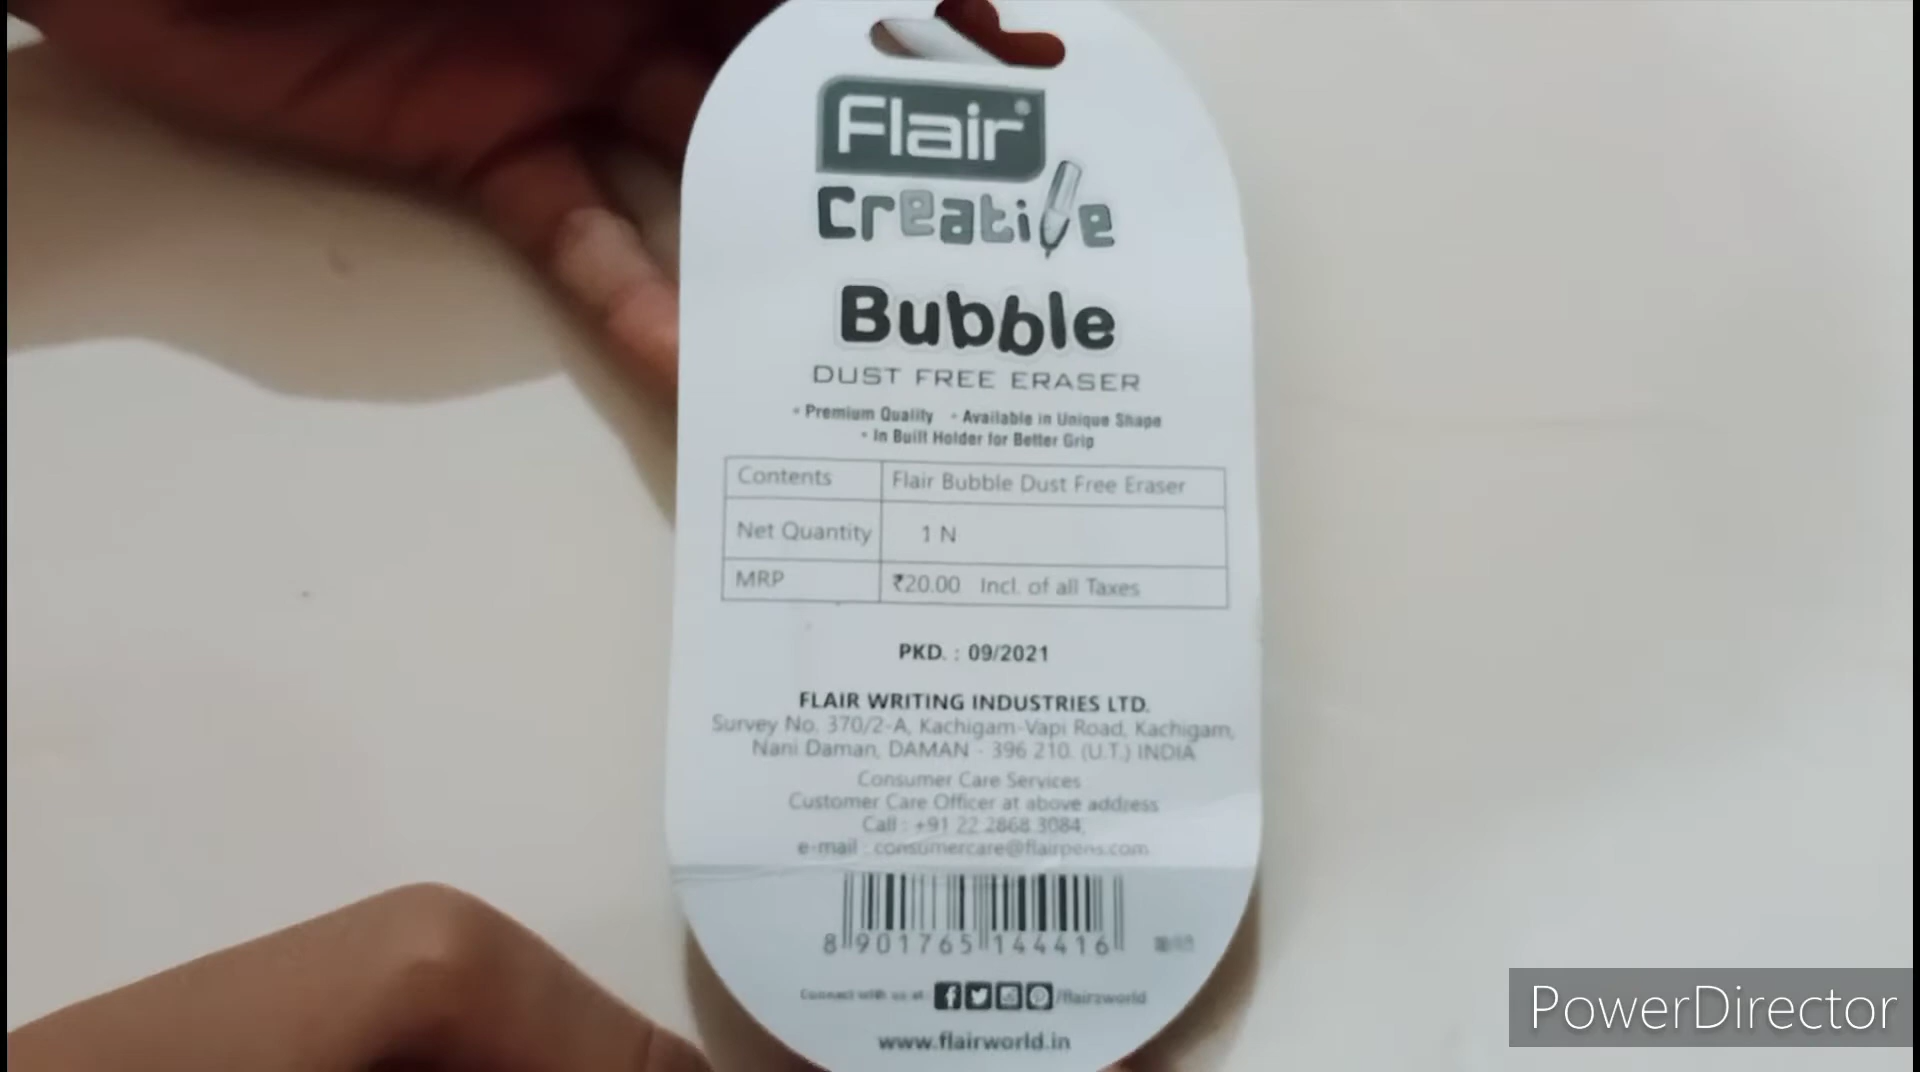 Flair®
Creative
Bubble
DUST FREE ERASER
• Premium Quality • Available in Unique Shape
• In Built Holder for Better Grip
Contents Flair Bubble Dust Free Eraser
Net Quantity 1 N
MRP ₹20.00 Incl. of all Taxes
PKD. : 09/2021
FLAIR WRITING INDUSTRIES LTD.
Survey No. 370/2-A, Kachigam-Vapi Road, Kachigam,
Nani Daman, DAMAN - 396 210. (U.T.) INDIA
Consumer Care Services
Customer Care Officer at above address
Call : +91 22 2868 3084,
e-mail : consumercare@flairpens.com
8 901765 144416
Connect with us at /flairsworld
www.flairworld.in
PowerDirector